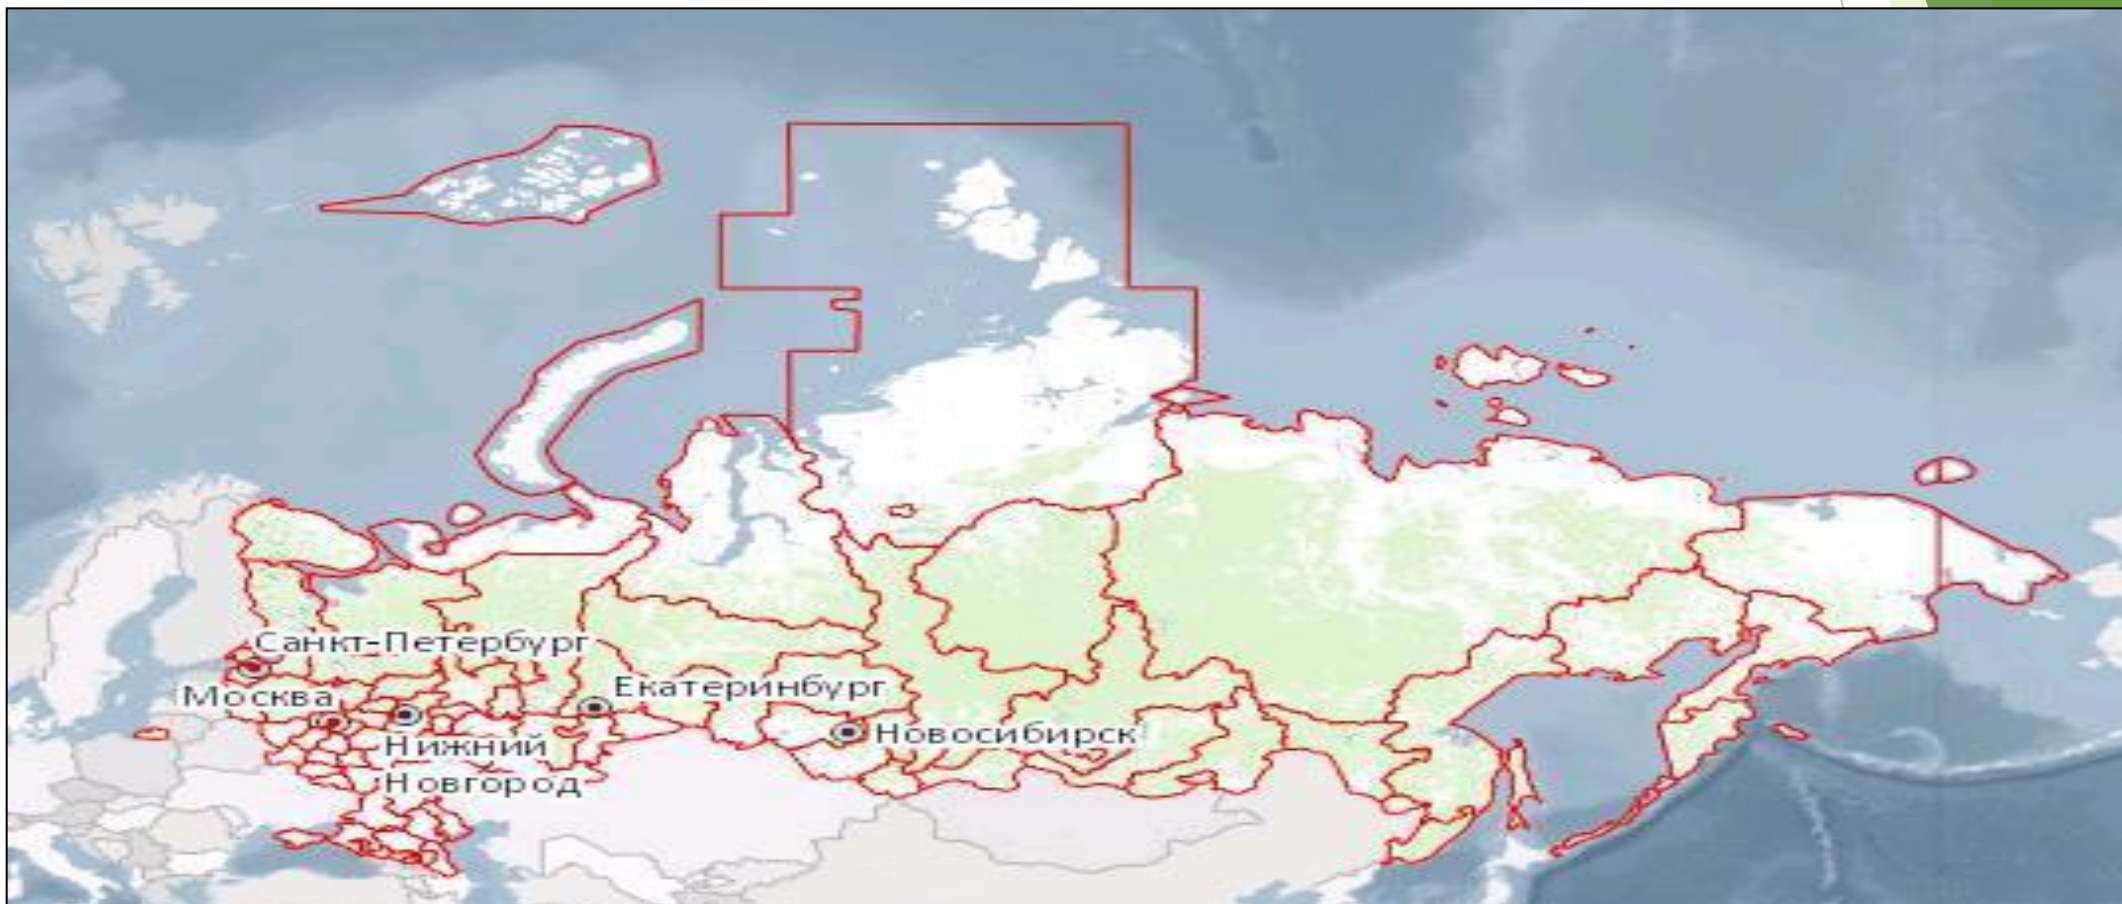 Санкт-Петербург
Москва
Екатеринбург
Нижний
Новгород
Новосибирск